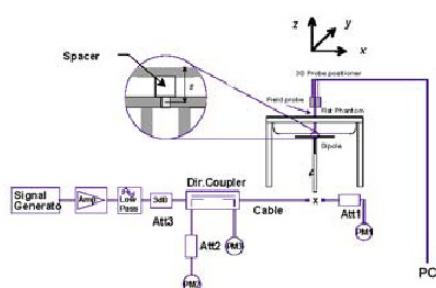 z
y
x
Spacer
s
3D Probe positioner
Field probe
Flat Phantom
Dipole
Dir.Coupler
Signal
Generato
Amp
Low
Pass
3dB
Att3
Cable
x
Att1
Att2
PM3
PM1
PM2
PC